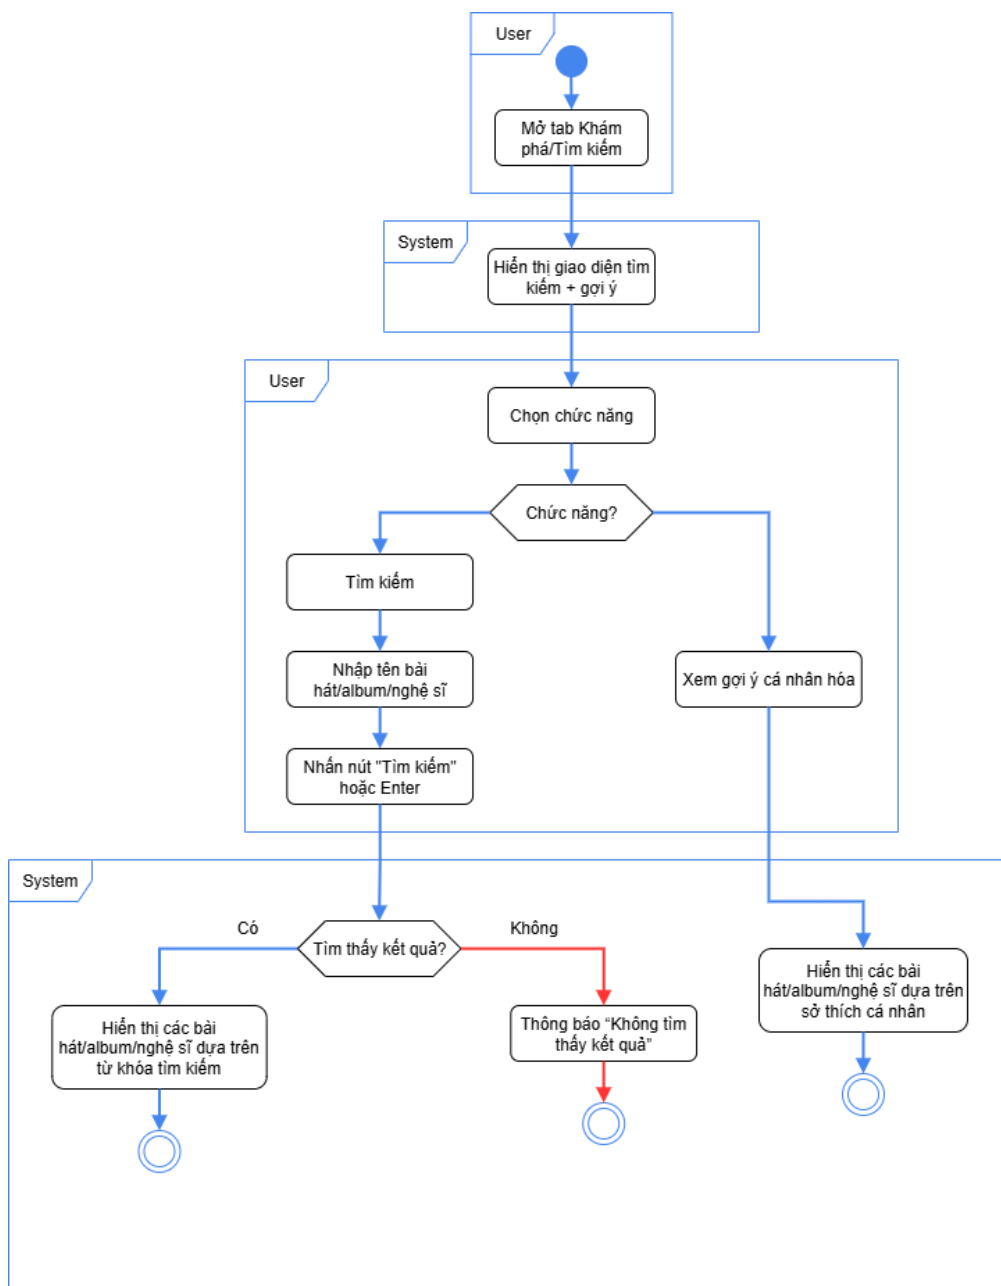 User
Mở tab Khám
phá/Tìm kiếm
System
Hiển thị giao diện tìm
kiếm + gợi ý
User
Chọn chức năng
Chức năng?
Tìm kiếm
Nhập tên bài
hát/album/nghệ sĩ
Xem gợi ý cá nhân hóa
Nhấn nút "Tìm kiếm"
hoặc Enter
System
Có
Không
Tìm thấy kết quả?
Hiển thị các bài
hát/album/nghệ sĩ dựa trên
từ khóa tìm kiếm
Thông báo “Không tìm
thấy kết quả”
Hiển thị các bài
hát/album/nghệ sĩ dựa trên
sở thích cá nhân